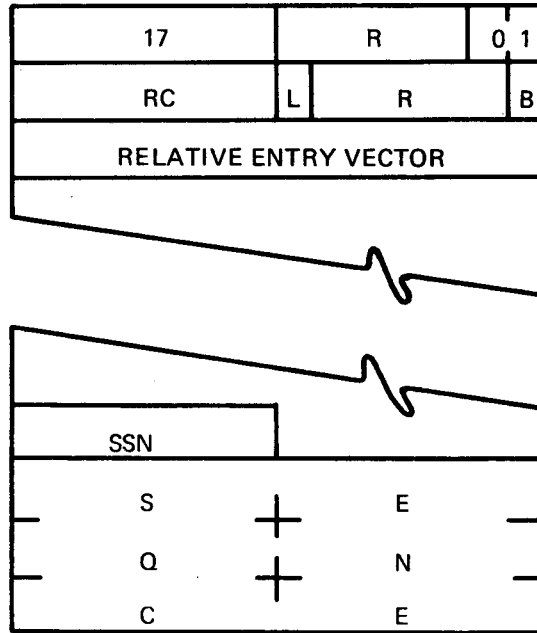 17 R 0 1
RC L R B
RELATIVE ENTRY VECTOR
SSN
S E
Q N
C E